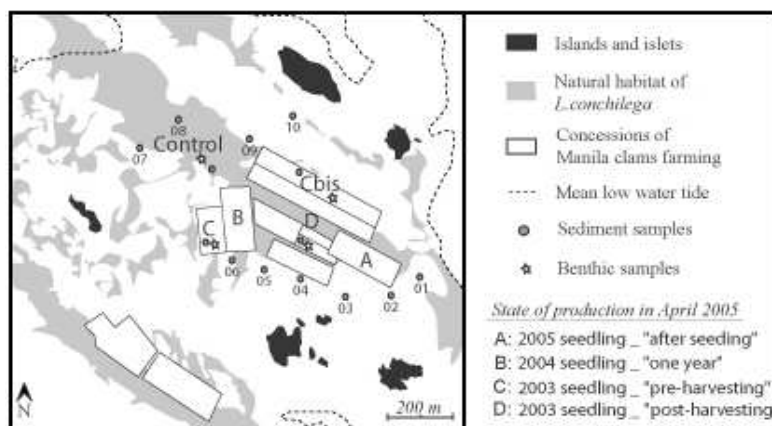 08
10
Control
07
09
Cbis
D
B
C
A
06
05
04
01
03
02
N
200 m
Islands and islets
Natural habitat of
L.conchilega
Concessions of
Manila clams farming
Mean low water tide
Sediment samples
Benthic samples
State of production in April 2005
A: 2005 seedling _ "after seeding"
B: 2004 seedling _ "one year"
C: 2003 seedling _ "pre-harvesting"
D: 2003 seedling _ "post-harvesting